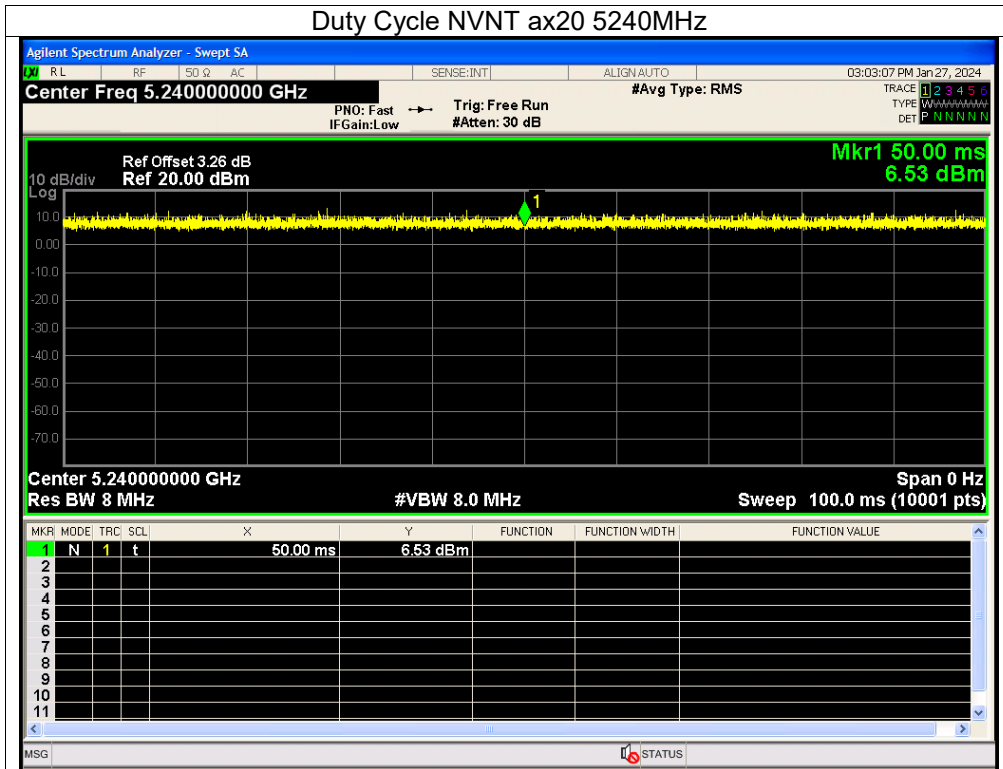 Duty Cycle NVNT ax20 5240MHz
Agilent Spectrum Analyzer - Swept SA
LXI RL RF 50 Ω AC SENSE:INT ALIGN AUTO 03:03:07 PM Jan 27, 2024
Center Freq 5.240000000 GHz #Avg Type: RMS TRACE 1 2 3 4 5 6
PNO: Fast Trig: Free Run TYPE WWWWWW
IFGain:Low #Atten: 30 dB DET P N N N N N
Mkr1 50.00 ms
Ref Offset 3.26 dB
10 dB/div Ref 20.00 dBm 6.53 dBm
Log
1
10.0
0.00
-10.0
-20.0
-30.0
-40.0
-50.0
-60.0
-70.0
Center 5.240000000 GHz Span 0 Hz
Res BW 8 MHz #VBW 8.0 MHz Sweep 100.0 ms (10001 pts)
MKR MODE TRC SCL X Y FUNCTION FUNCTION WIDTH FUNCTION VALUE
1 N 1 t 50.00 ms 6.53 dBm
2
3
4
5
6
7
8
9
10
11
MSG STATUS